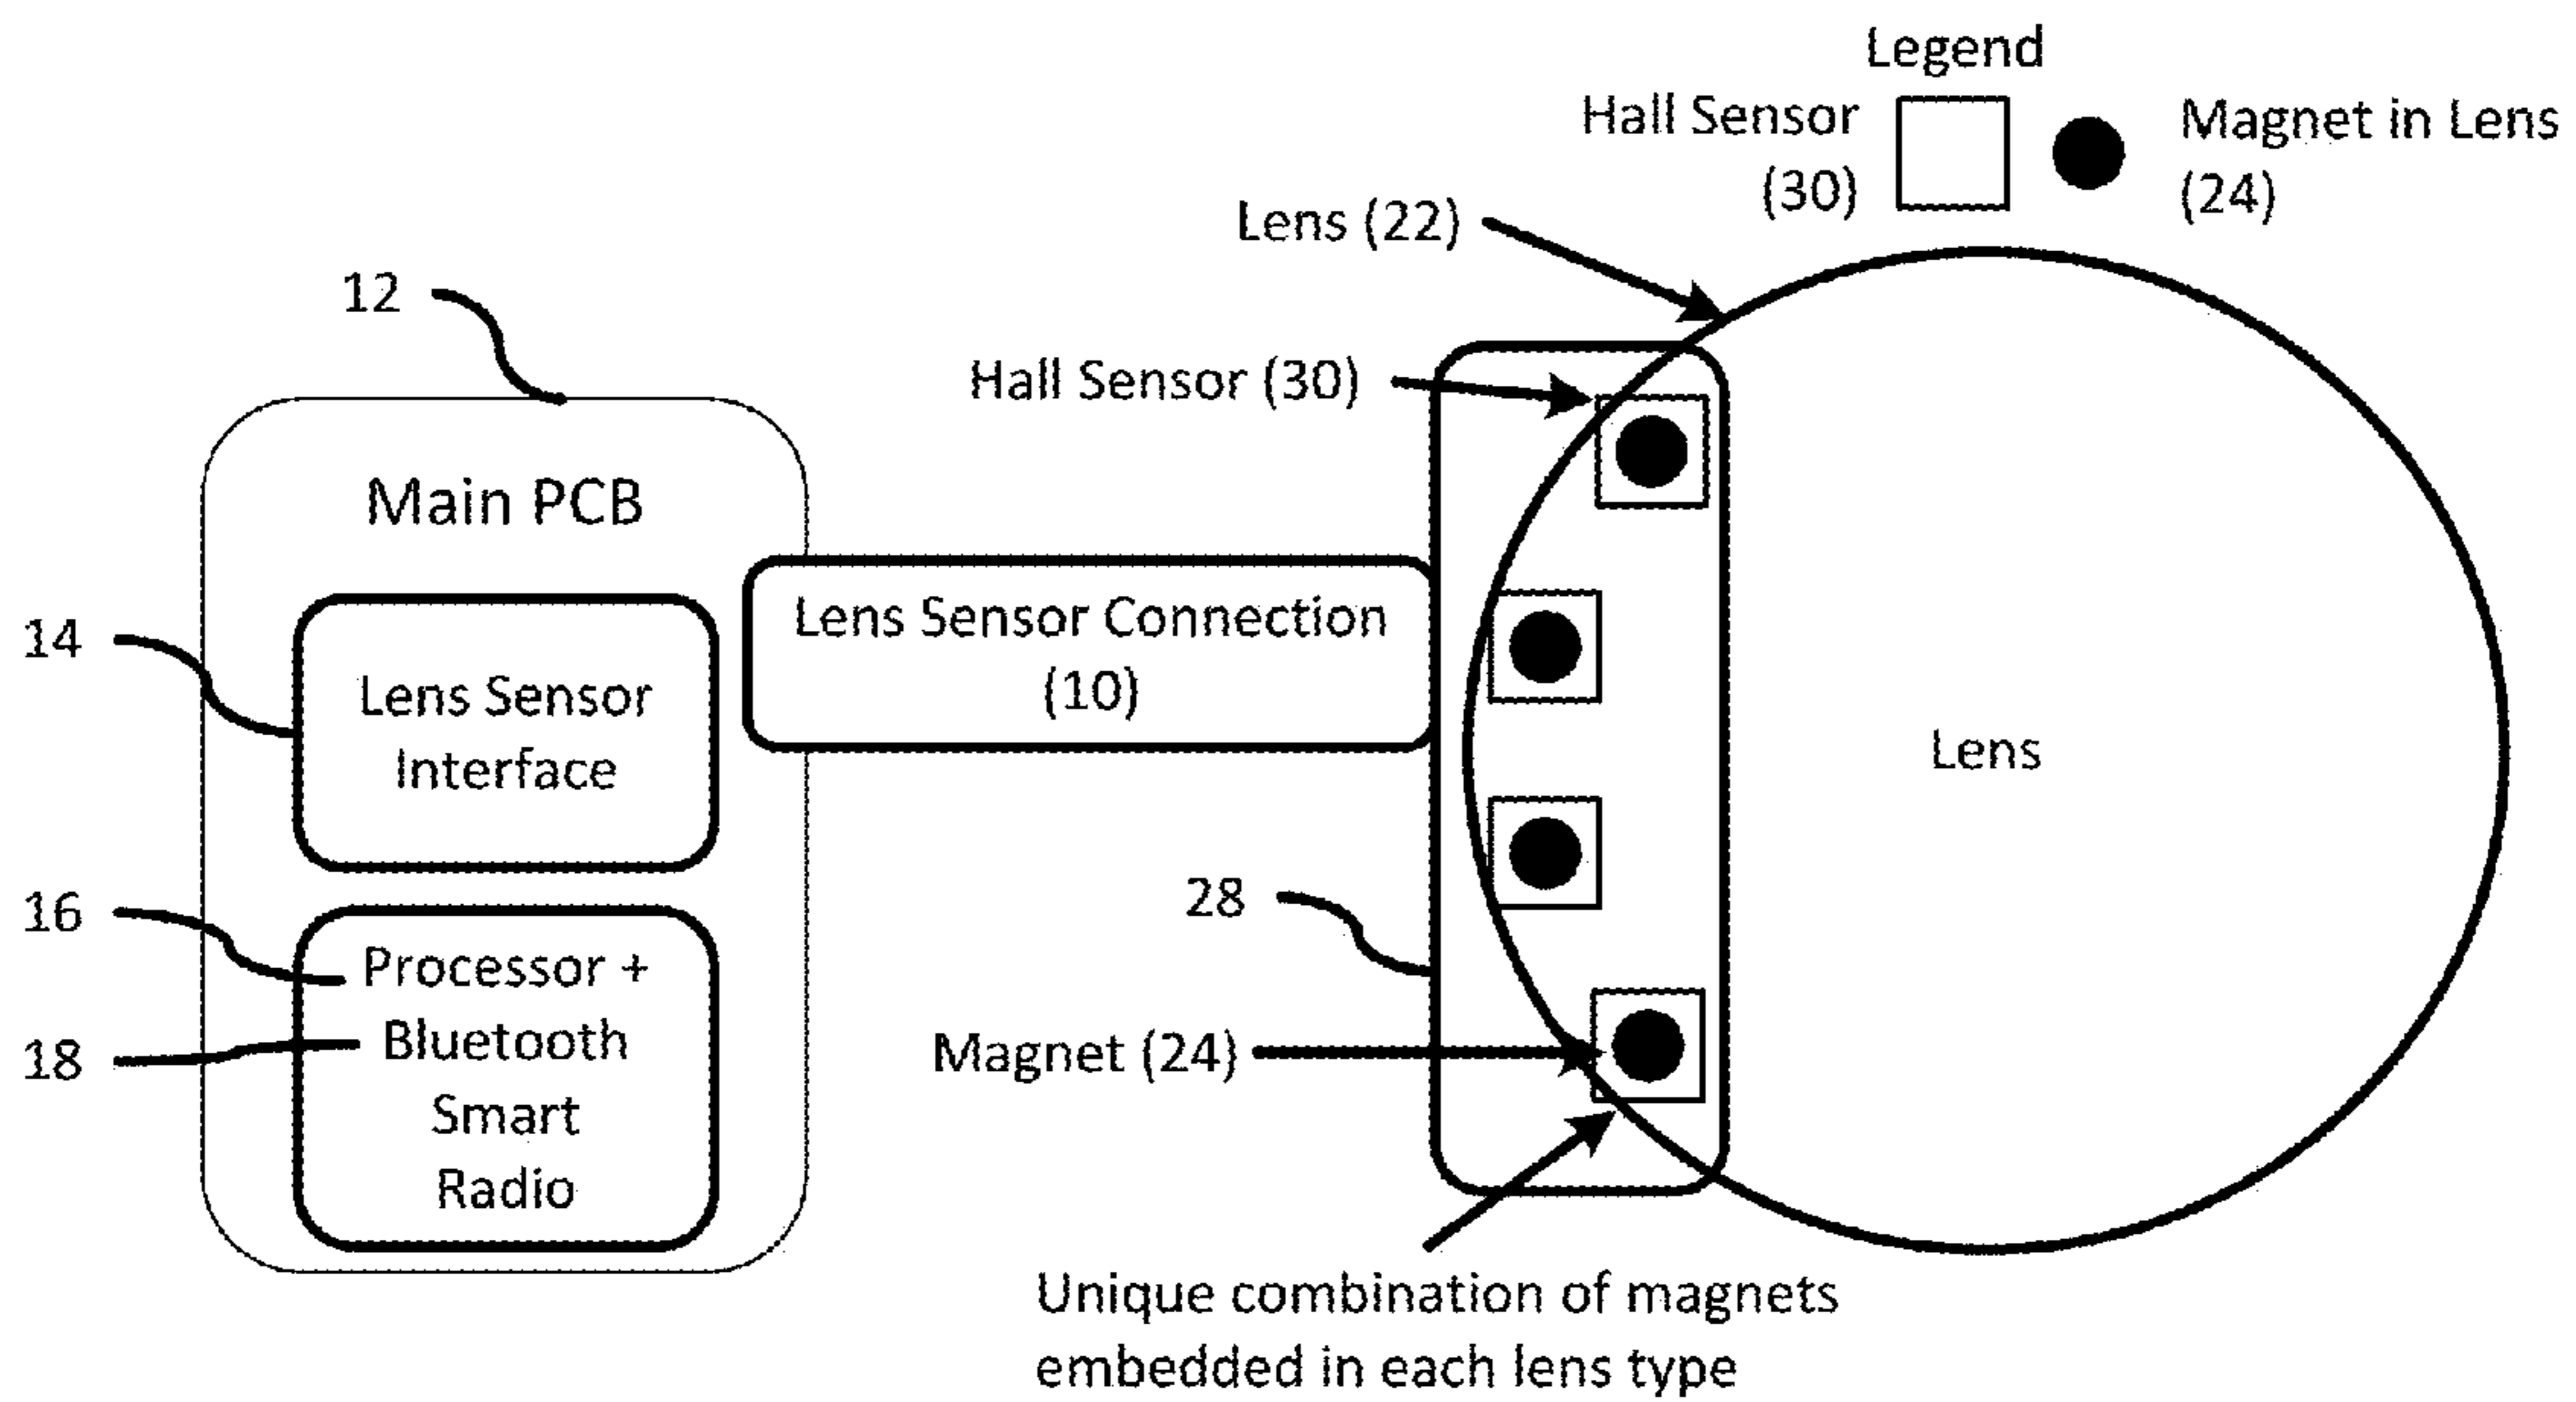 Legend
Hall Sensor
(30)
Magnet in Lens
(24)
Lens (22)
12
Hall Sensor (30)
Main PCB
14
Lens Sensor
Interface
Lens Sensor Connection
(10)
Lens
16
18
Processor +
Bluetooth
Smart
Radio
28
Magnet (24)
Unique combination of magnets
embedded in each lens type